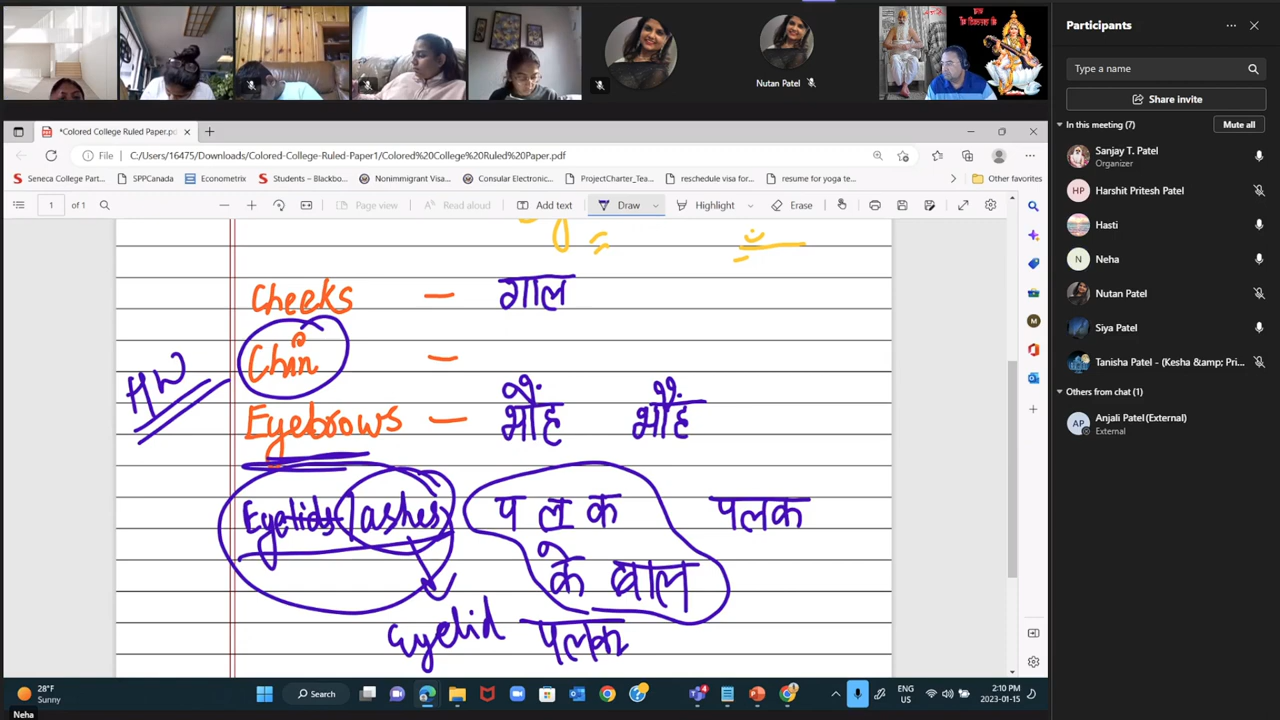 Nutan Patel
Participants
Type a name
Share invite
In this meeting (7)
Mute all
Sanjay T. Patel
Organizer
Harshit Pritesh Patel
Hasti
Neha
Nutan Patel
Siya Patel
Tanisha Patel - (Kesha &amp; Pri...
Others from chat (1)
Anjali Patel(External)
External
*Colored College Ruled Paper.pd
File C:/Users/16475/Downloads/Colored-College-Ruled-Paper1/Colored%20College%20Ruled%20Paper.pdf
Seneca College Part... SPPCanada Econometrix Students – Blackbo... Nonimmigrant Visa... Consular Electronic... ProjectCharter_Tea... reschedule visa for... resume for yoga te... Other favorites
1 of 1 Page view Read aloud Add text Draw Highlight Erase
Cheeks – गाल
Chin –
HW
Eyebrows – भौंह भौंहें
Eyelids / ashes पलक पलक
के बाल
eyelid पलक
28°F
Sunny
Search
ENG
US
2:10 PM
2023-01-15
Neha